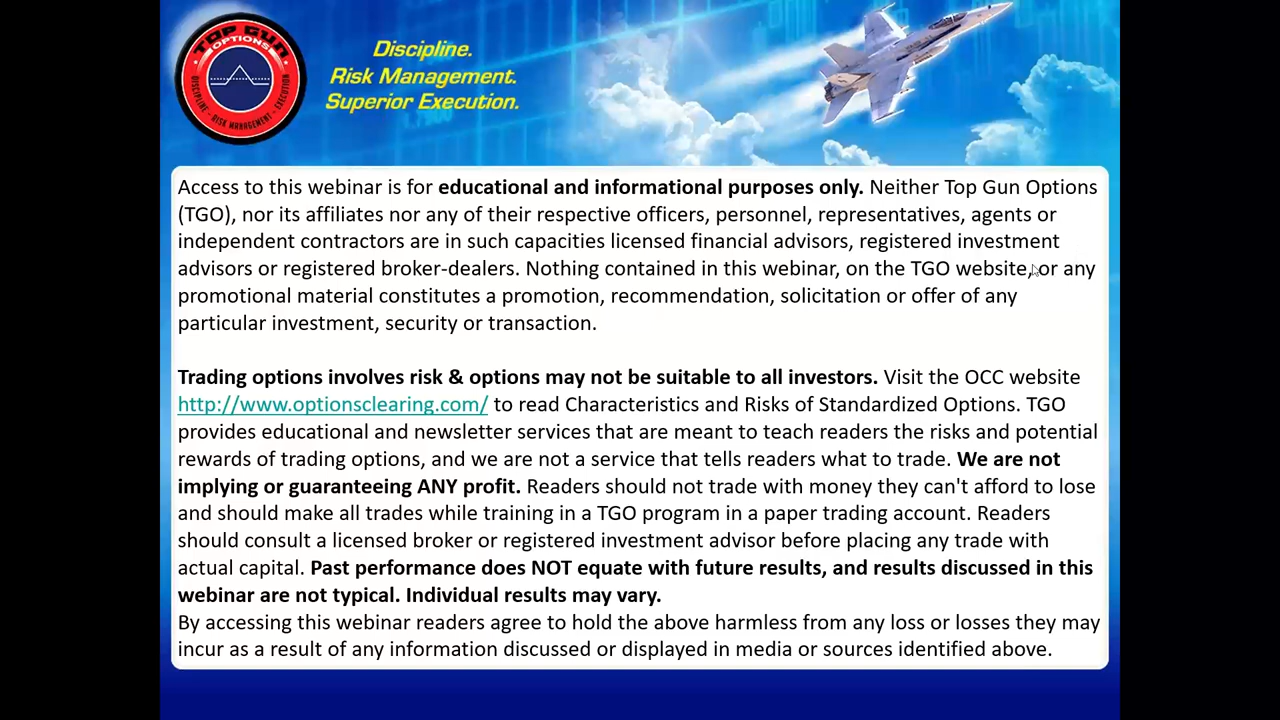 TOP GUN
OPTIONS
DISCIPLINE - RISK MANAGEMENT - EXECUTION
Discipline.
Risk Management.
Superior Execution.
Access to this webinar is for educational and informational purposes only. Neither Top Gun Options
(TGO), nor its affiliates nor any of their respective officers, personnel, representatives, agents or
independent contractors are in such capacities licensed financial advisors, registered investment
advisors or registered broker-dealers. Nothing contained in this webinar, on the TGO website, or any
promotional material constitutes a promotion, recommendation, solicitation or offer of any
particular investment, security or transaction.
Trading options involves risk & options may not be suitable to all investors. Visit the OCC website
http://www.optionsclearing.com/ to read Characteristics and Risks of Standardized Options. TGO
provides educational and newsletter services that are meant to teach readers the risks and potential
rewards of trading options, and we are not a service that tells readers what to trade. We are not
implying or guaranteeing ANY profit. Readers should not trade with money they can't afford to lose
and should make all trades while training in a TGO program in a paper trading account. Readers
should consult a licensed broker or registered investment advisor before placing any trade with
actual capital. Past performance does NOT equate with future results, and results discussed in this
webinar are not typical. Individual results may vary.
By accessing this webinar readers agree to hold the above harmless from any loss or losses they may
incur as a result of any information discussed or displayed in media or sources identified above.